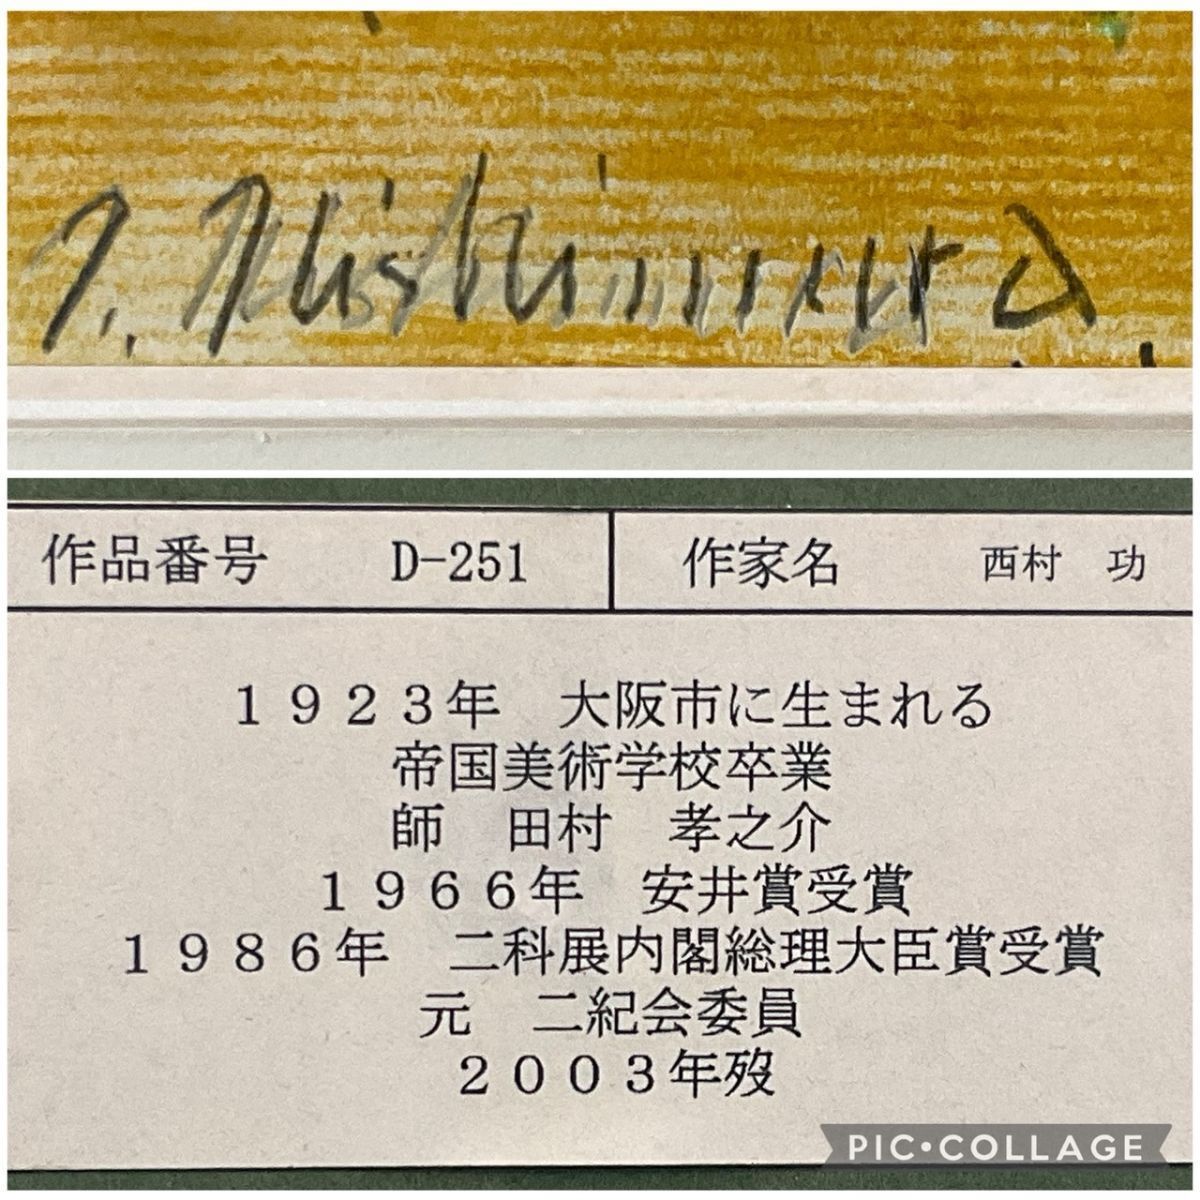 I. Nishimura
作品番号 D-251 作家名 西村 功
1923年 大阪市に生まれる
帝国美術学校卒業
師 田村 孝之介
1966年 安井賞受賞
1986年 二科展内閣総理大臣賞受賞
元 二紀会委員
2003年歿
PIC•COLLAGE